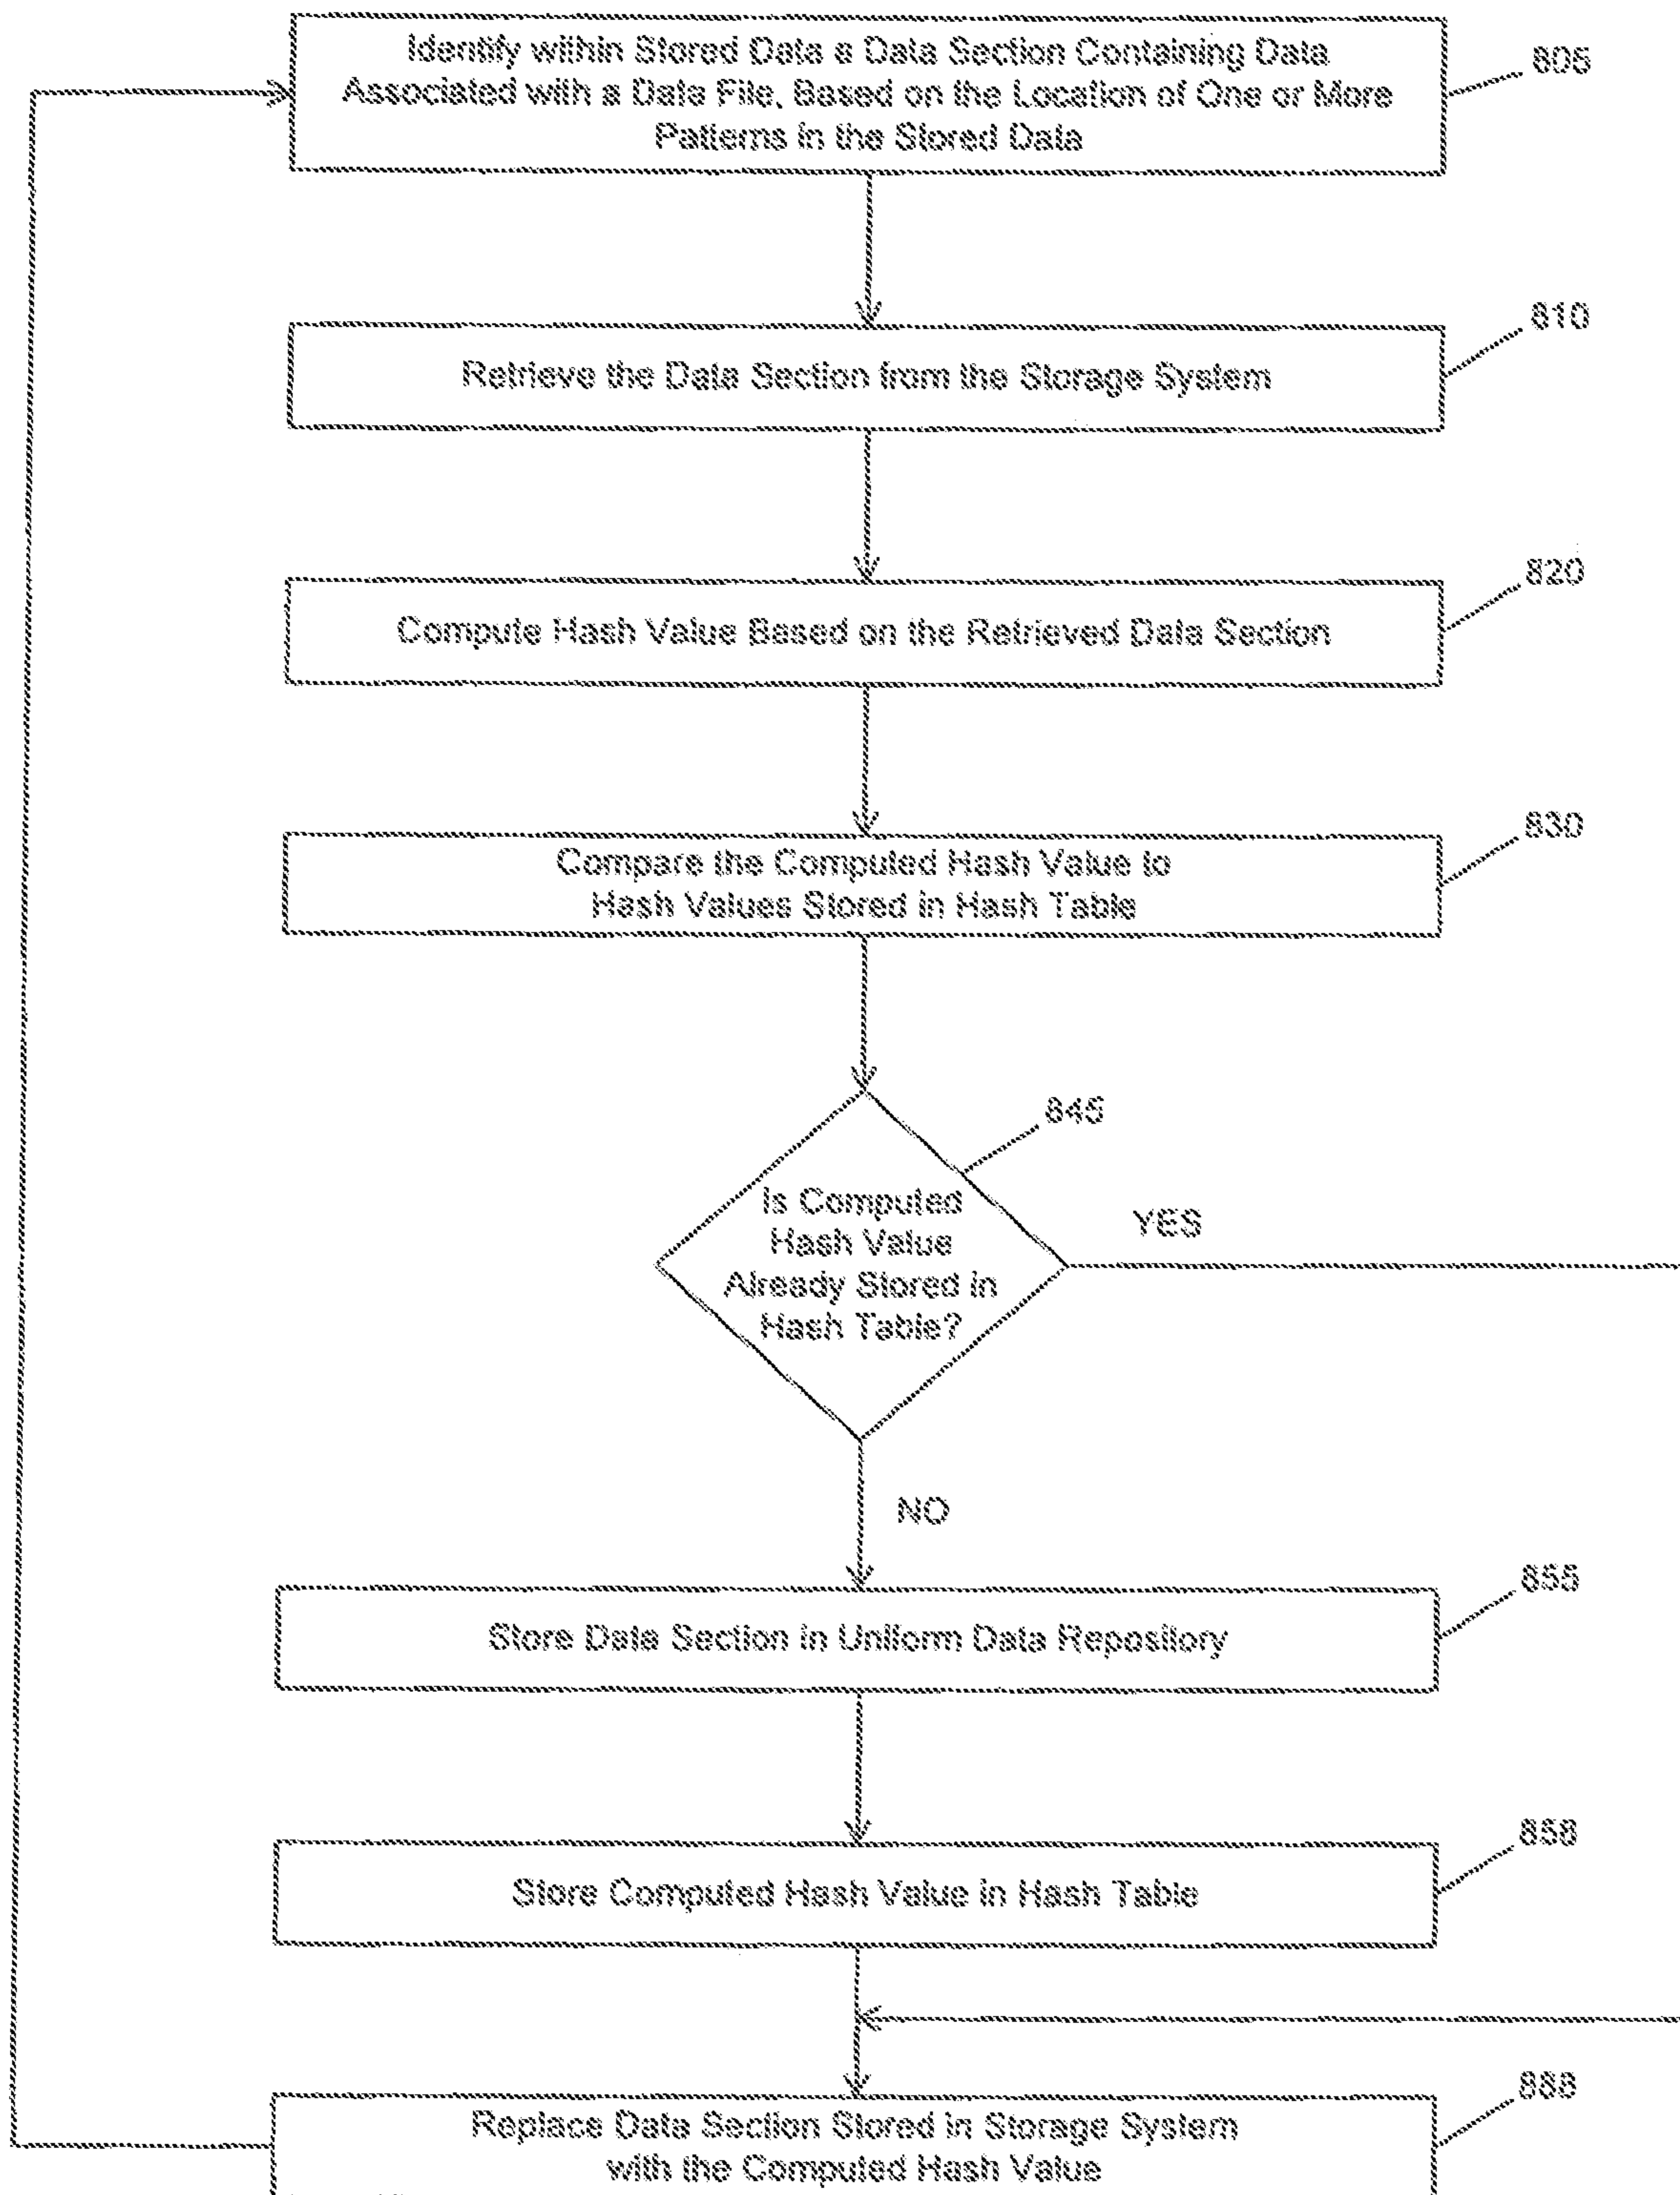 Identify within Stored Data a Data Section Containing Data
Associated with a Data File, Based on the Location of One or More
Patterns in the Stored Data
805
Retrieve the Data Section from the Storage System
810
Compute Hash Value Based on the Retrieved Data Section
820
Compare the Computed Hash Value to
Hash Values Stored in Hash Table
830
845
Is Computed
Hash Value
Already Stored in
Hash Table?
YES
NO
855
Store Data Section in Uniform Data Repository
858
Store Computed Hash Value in Hash Table
888
Replace Data Section Stored in Storage System
with the Computed Hash Value